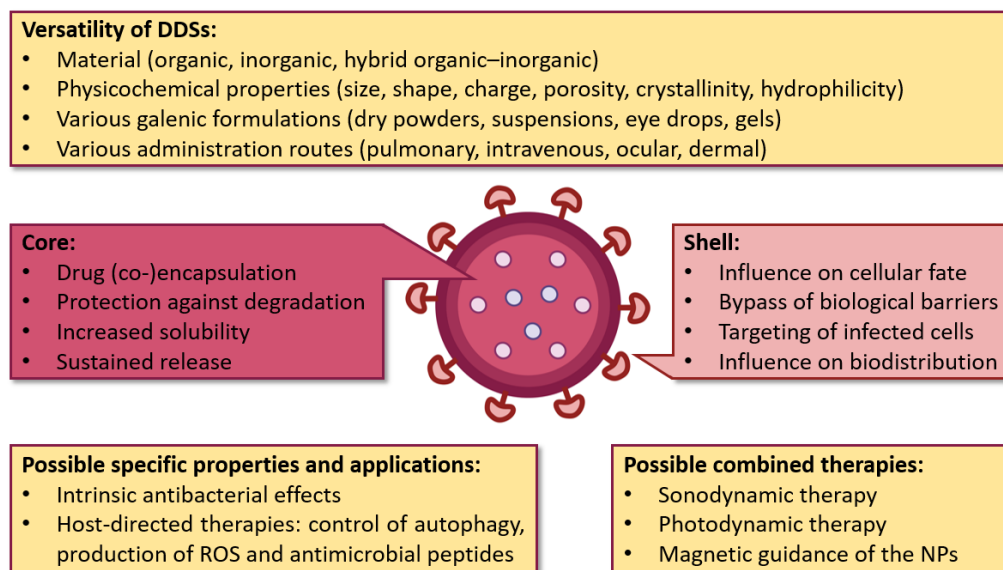 Versatility of DDSs:
• Material (organic, inorganic, hybrid organic–inorganic)
• Physicochemical properties (size, shape, charge, porosity, crystallinity, hydrophilicity)
• Various galenic formulations (dry powders, suspensions, eye drops, gels)
• Various administration routes (pulmonary, intravenous, ocular, dermal)
Core:
• Drug (co-)encapsulation
• Protection against degradation
• Increased solubility
• Sustained release
Shell:
• Influence on cellular fate
• Bypass of biological barriers
• Targeting of infected cells
• Influence on biodistribution
Possible specific properties and applications:
• Intrinsic antibacterial effects
• Host-directed therapies: control of autophagy,
production of ROS and antimicrobial peptides
Possible combined therapies:
• Sonodynamic therapy
• Photodynamic therapy
• Magnetic guidance of the NPs